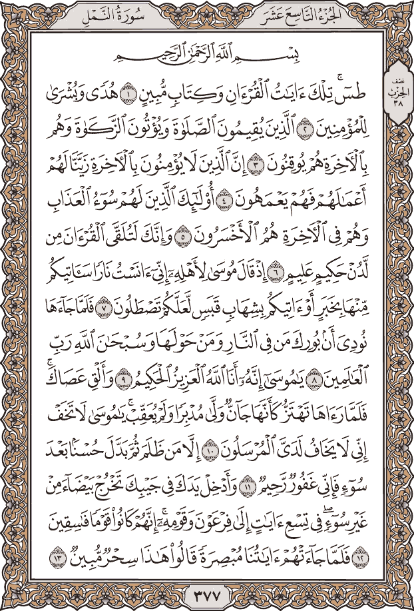 الجزء التاسع عشر
سورة النمل
بِسْمِ ٱللَّهِ ٱلرَّحْمَٰنِ ٱلرَّحِيمِ
نصف
الحزب
٣٨
طسٓ ۚ تِلْكَ ءَايَٰتُ ٱلْقُرْءَانِ وَكِتَابٍ مُّبِينٍ ١ هُدًى وَبُشْرَىٰ
لِلْمُؤْمِنِينَ ٢ ٱلَّذِينَ يُقِيمُونَ ٱلصَّلَوٰةَ وَيُؤْتُونَ ٱلزَّكَوٰةَ وَهُم
بِٱلْءَاخِرَةِ هُمْ يُوقِنُونَ ٣ إِنَّ ٱلَّذِينَ لَا يُؤْمِنُونَ بِٱلْءَاخِرَةِ زَيَّنَّا لَهُمْ
أَعْمَٰلَهُمْ فَهُمْ يَعْمَهُونَ ٤ أُو۟لَٰٓئِكَ ٱلَّذِينَ لَهُمْ سُوٓءُ ٱلْعَذَابِ
وَهُمْ فِى ٱلْءَاخِرَةِ هُمُ ٱلْأَخْسَرُونَ ٥ وَإِنَّكَ لَتُلَقَّى ٱلْقُرْءَانَ مِن
لَّدُنْ حَكِيمٍ عَلِيمٍ ٦ إِذْ قَالَ مُوسَىٰ لِأَهْلِهِۦٓ إِنِّىٓ ءَانَسْتُ نَارًا سَـَٔاتِيكُم
مِّنْهَا بِخَبَرٍ أَوْ ءَاتِيكُم بِشِهَابٍ قَبَسٍ لَّعَلَّكُمْ تَصْطَلُونَ ٧ فَلَمَّا جَآءَهَا
نُودِىَ أَنۢ بُورِكَ مَن فِى ٱلنَّارِ وَمَنْ حَوْلَهَا وَسُبْحَٰنَ ٱللَّهِ رَبِّ
ٱلْعَٰلَمِينَ ٨ يَٰمُوسَىٰٓ إِنَّهُۥٓ أَنَا ٱللَّهُ ٱلْعَزِيزُ ٱلْحَكِيمُ ٩ وَأَلْقِ عَصَاكَ ۚ
فَلَمَّا رَءَاهَا تَهْتَزُّ كَأَنَّهَا جَآنٌّ وَلَّىٰ مُدْبِرًا وَلَمْ يُعَقِّبْ ۚ يَٰمُوسَىٰ لَا تَخَفْ
إِنِّى لَا يَخَافُ لَدَىَّ ٱلْمُرْسَلُونَ ١٠ إِلَّا مَن ظَلَمَ ثُمَّ بَدَّلَ حُسْنًۢا بَعْدَ
سُوٓءٍ فَإِنِّى غَفُورٌ رَّحِيمٌ ١١ وَأَدْخِلْ يَدَكَ فِى جَيْبِكَ تَخْرُجْ بَيْضَآءَ مِنْ
غَيْرِ سُوٓءٍ ۖ فِى تِسْعِ ءَايَٰتٍ إِلَىٰ فِرْعَوْنَ وَقَوْمِهِۦٓ ۚ إِنَّهُمْ كَانُوا۟ قَوْمًا فَٰسِقِينَ
١٢ فَلَمَّا جَآءَتْهُمْ ءَايَٰتُنَا مُبْصِرَةً قَالُوا۟ هَٰذَا سِحْرٌ مُّبِينٌ ١٣
٣٧٧